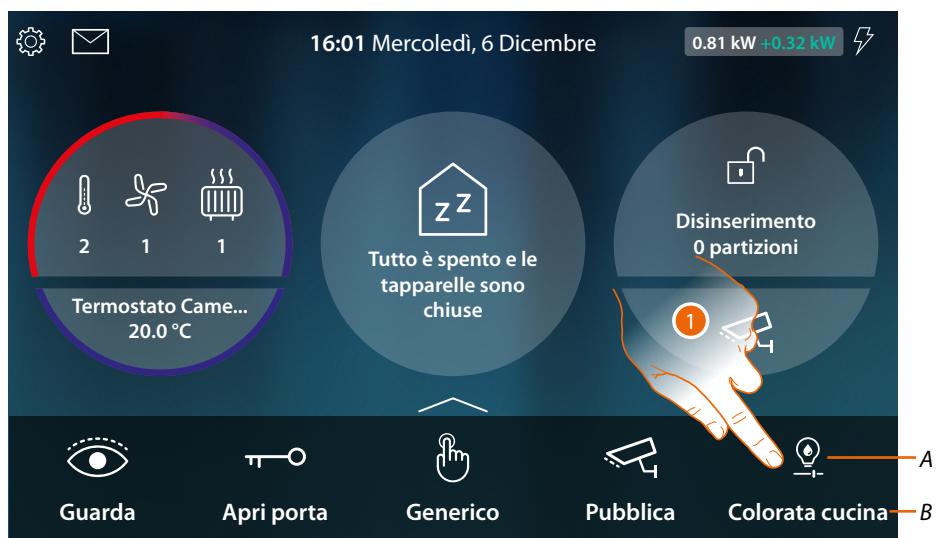 16:01 Mercoledì, 6 Dicembre
0.81 kW +0.32 kW
2 1 1
Termostato Came...
20.0 °C
z Z
Tutto è spento e le
tapparelle sono
chiuse
Disinserimento
0 partizioni
1
A
Guarda
Apri porta
Generico
Pubblica
Colorata cucina
B